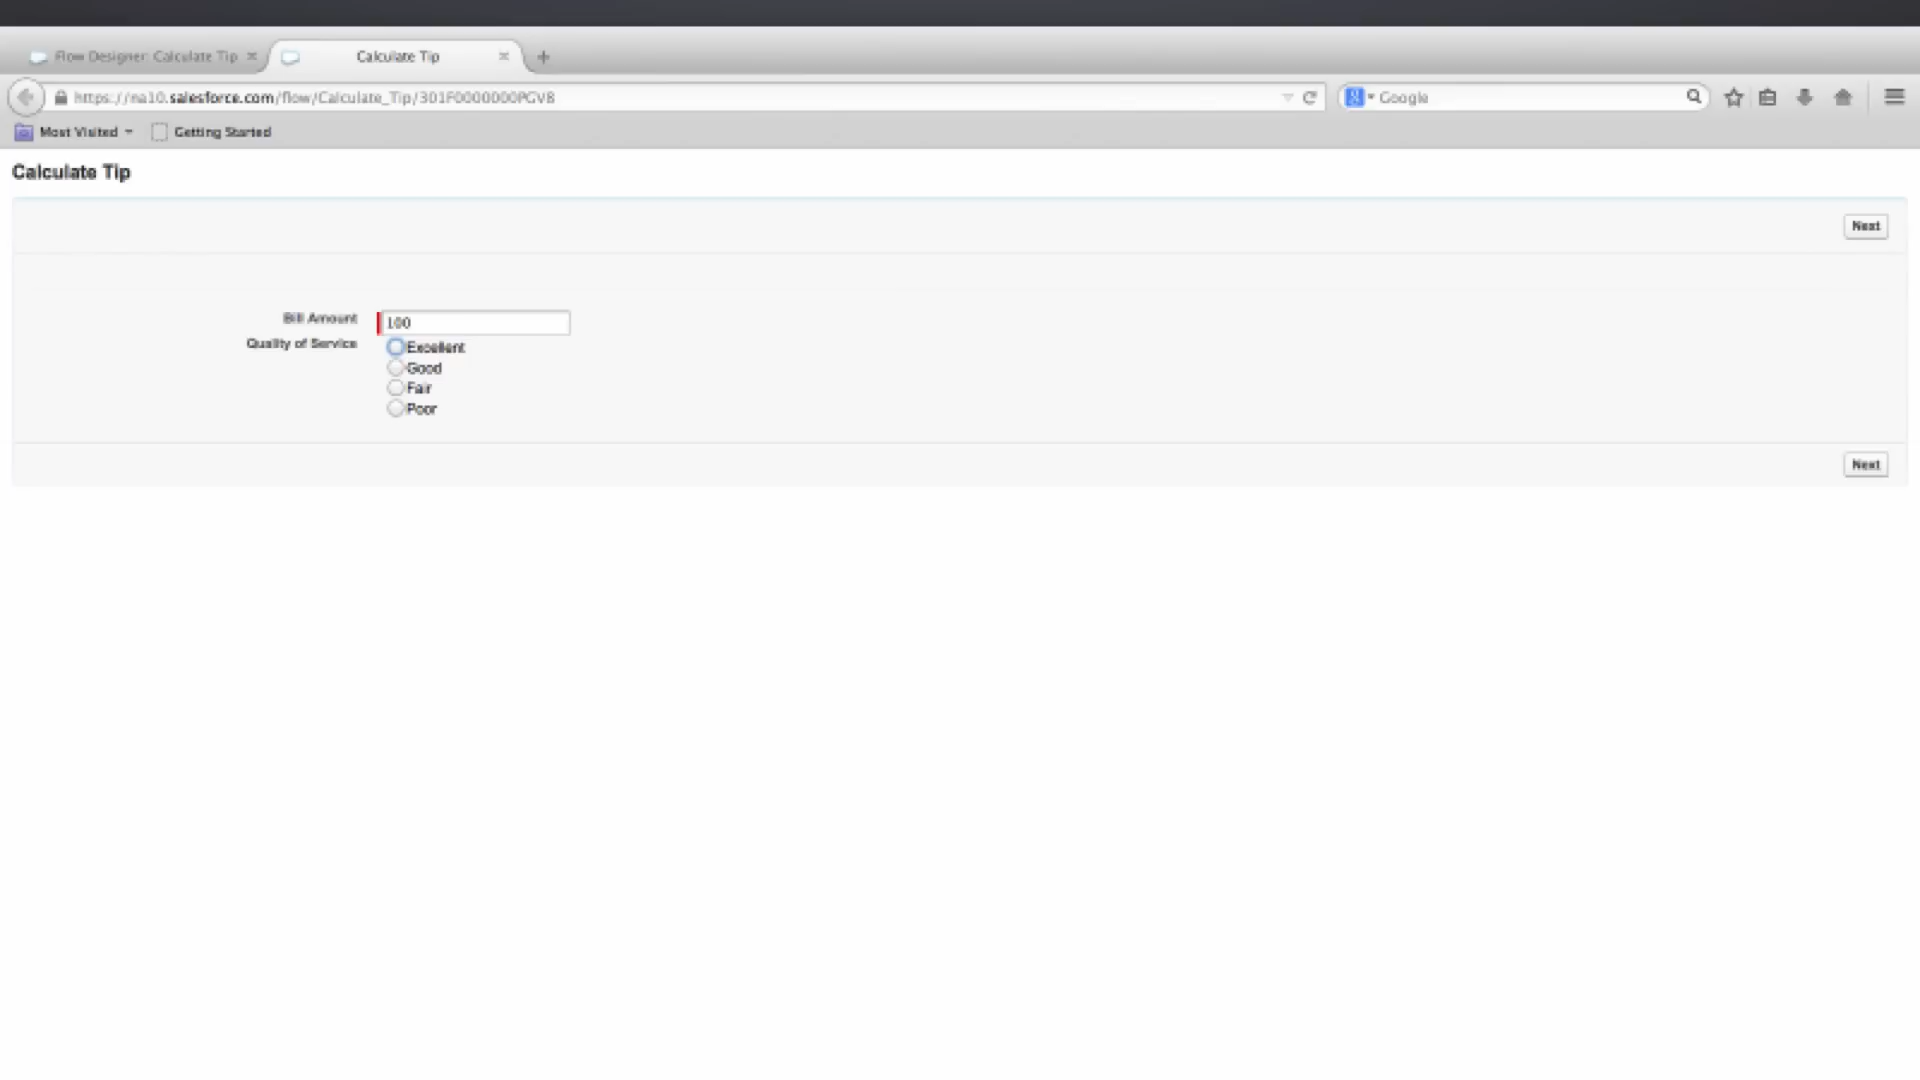 Flow Designer: Calculate Tip
Calculate Tip
https://na10.salesforce.com/flow/Calculate_Tip/301F0000000PGVB
Google
Most Visited
Getting Started
Calculate Tip
Next
Bill Amount
100
Quality of Service
Excellent
Good
Fair
Poor
Next